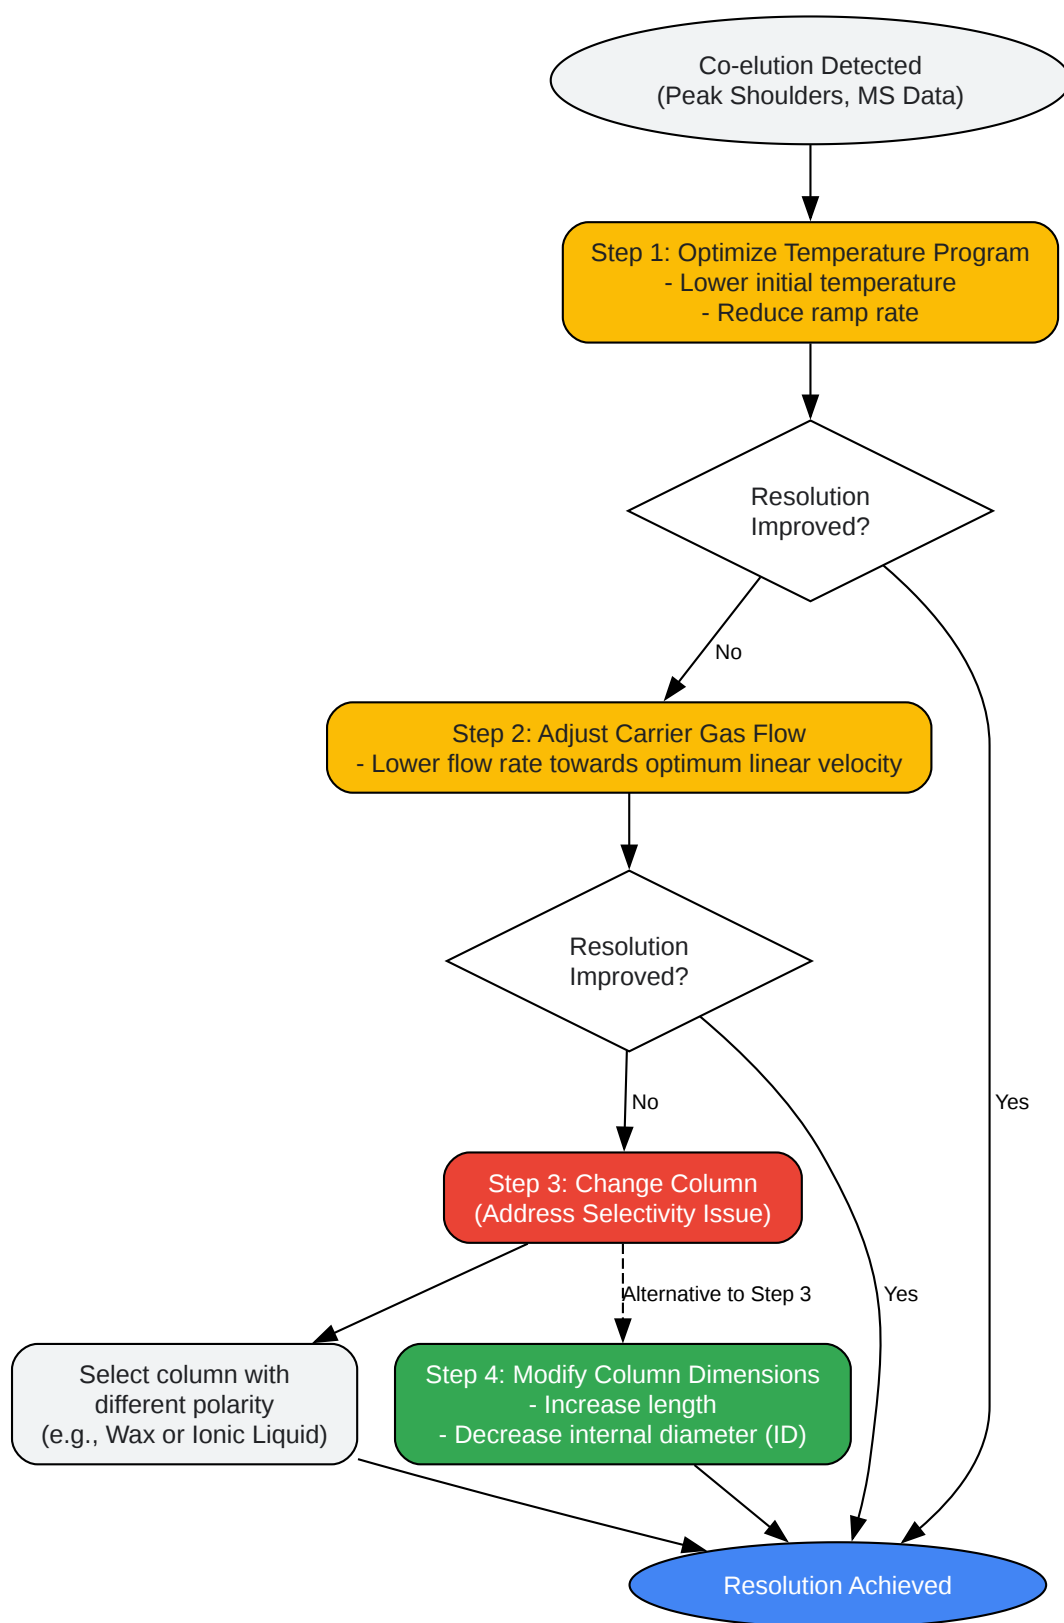 Co-elution Detected
(Peak Shoulders, MS Data)
Step 1: Optimize Temperature Program
- Lower initial temperature
- Reduce ramp rate
Resolution
Improved?
No
Step 2: Adjust Carrier Gas Flow
- Lower flow rate towards optimum linear velocity
Resolution
Improved?
No
Yes
Step 3: Change Column
(Address Selectivity Issue)
Alternative to Step 3
Yes
Select column with
different polarity
(e.g., Wax or Ionic Liquid)
Step 4: Modify Column Dimensions
- Increase length
- Decrease internal diameter (ID)
Resolution Achieved